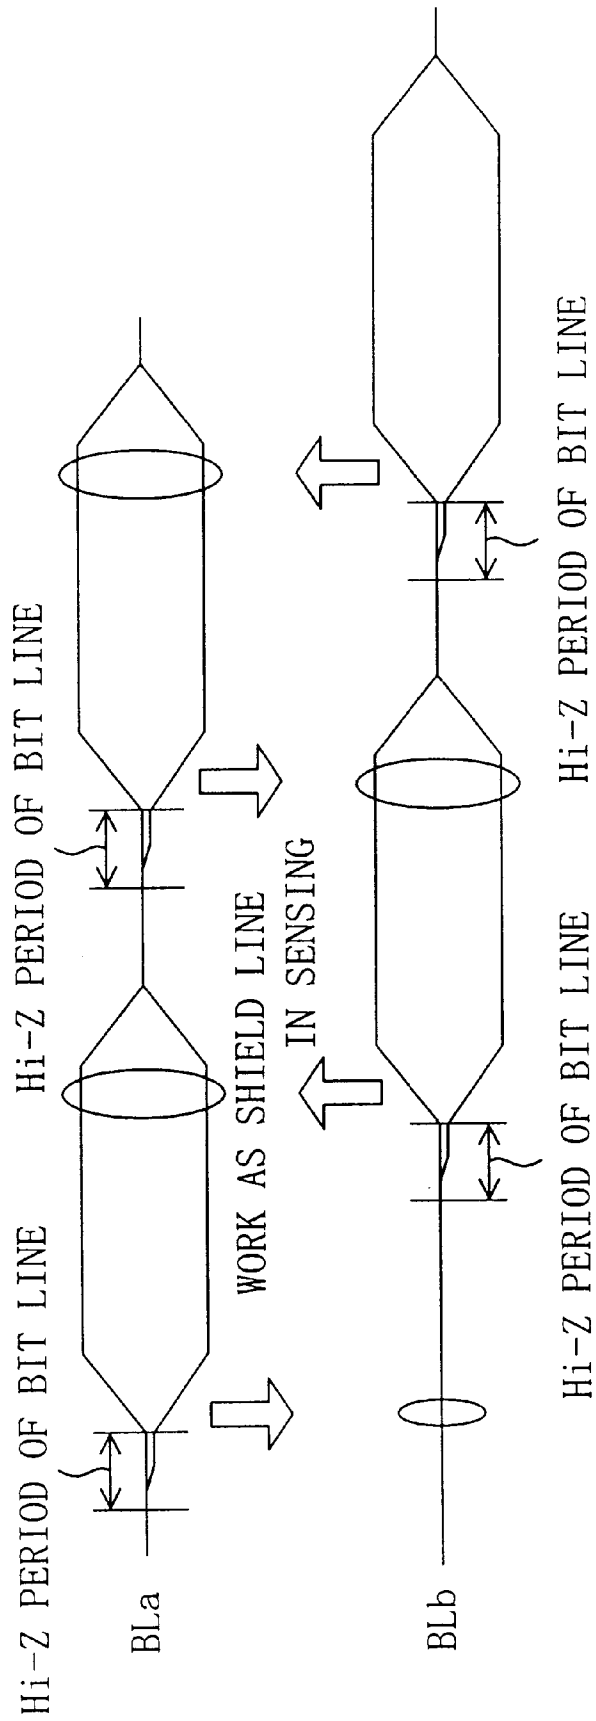 Hi-Z PERIOD OF BIT LINE
Hi-Z PERIOD OF BIT LINE
BLa
WORK AS SHIELD LINE
IN SENSING
BLb
Hi-Z PERIOD OF BIT LINE
Hi-Z PERIOD OF BIT LINE